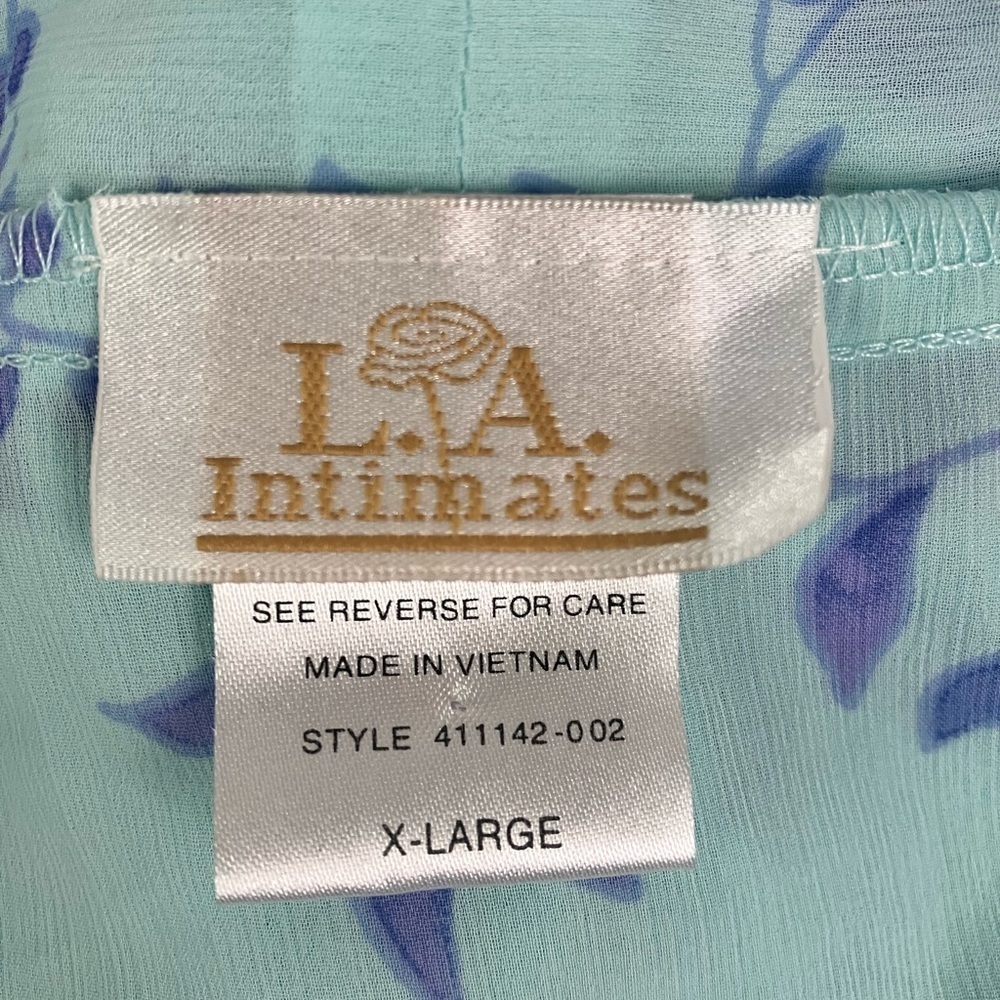 L.A.
Intimates
SEE REVERSE FOR CARE
MADE IN VIETNAM
STYLE 411142-002
X-LARGE